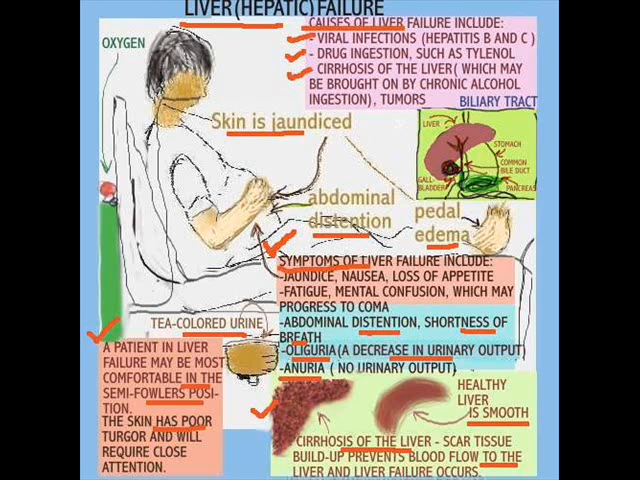 LIVER (HEPATIC) FAILURE
CAUSES OF LIVER FAILURE INCLUDE:
- VIRAL INFECTIONS (HEPATITIS B AND C )
- DRUG INGESTION, SUCH AS TYLENOL
- CIRRHOSIS OF THE LIVER( WHICH MAY
BE BROUGHT ON BY CHRONIC ALCOHOL
INGESTION), TUMORS
OXYGEN
BILIARY TRACT
LIVER
STOMACH
COMMON
BILE DUCT
GALL-
BLADDER
PANCREAS
Skin is jaundiced
abdominal
distention
pedal
edema
SYMPTOMS OF LIVER FAILURE INCLUDE:
-JAUNDICE, NAUSEA, LOSS OF APPETITE
-FATIGUE, MENTAL CONFUSION, WHICH MAY
PROGRESS TO COMA
-ABDOMINAL DISTENTION, SHORTNESS OF
BREATH
-OLIGURIA(A DECREASE IN URINARY OUTPUT)
-ANURIA ( NO URINARY OUTPUT)
TEA-COLORED URINE
A PATIENT IN LIVER
FAILURE MAY BE MOST
COMFORTABLE IN THE
SEMI-FOWLERS POSI-
TION.
THE SKIN HAS POOR
TURGOR AND WILL
REQUIRE CLOSE
ATTENTION.
HEALTHY
LIVER
IS SMOOTH
CIRRHOSIS OF THE LIVER - SCAR TISSUE
BUILD-UP PREVENTS BLOOD FLOW TO THE
LIVER AND LIVER FAILURE OCCURS.